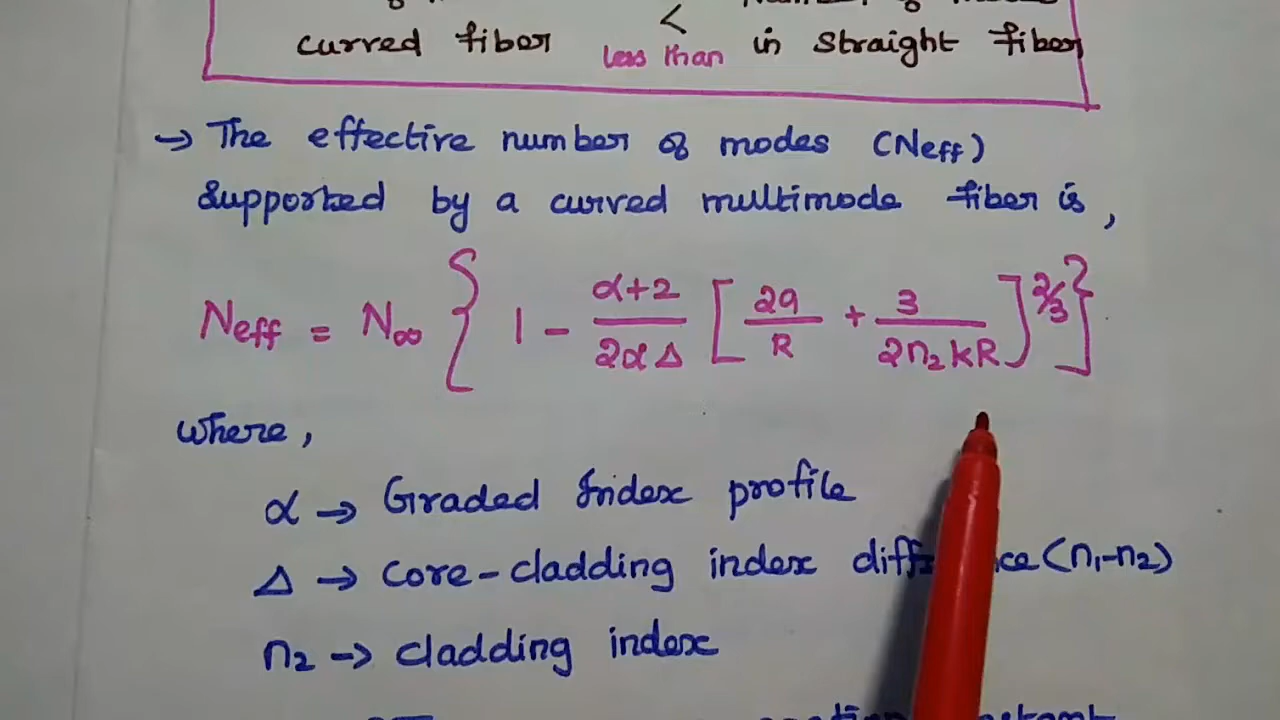 curved fiber < less than in straight fiber
→ The effective number of modes (Neff)
Supported by a curved multimode fiber is,
Neff = N∞ { 1 - α+2/2αΔ [ 2a/R + 3/2n₂kR ]^2/3 }
where,
α → Graded Index profile
Δ → core-cladding index (n₁-n₂)
n₂ → cladding index